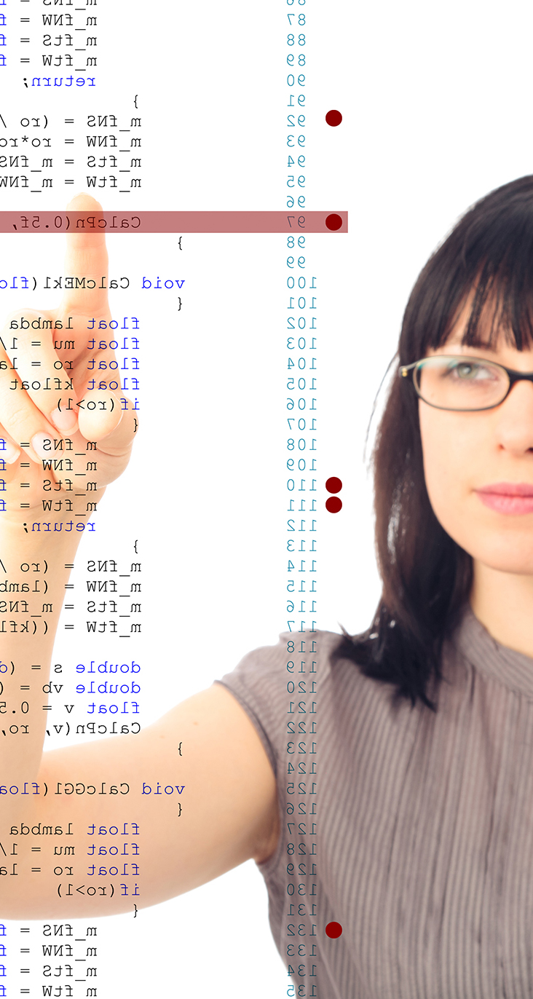 86 m_fNS = f
87 m_fNW = f
88 m_ftS = f
89 m_ftW = f
90 return;
91 }
92 m_fNS = (ro /
93 m_fNW = ro*ro
94 m_ftS = m_fNS
95 m_ftW = m_fNW
96
97 CalcPn(0.5f,
98 }
99
100 void CalcMEk1(floa
101 {
102 float lambda
103 float mu = 1/
104 float ro = la
105 float kfloat
106 if(ro>1)
107 {
108 m_fNS = f
109 m_fNW = f
110 m_ftS = f
111 m_ftW = f
112 return;
113 }
114 m_fNS = (ro /
115 m_fNW = (lamb
116 m_ftS = m_fNS
117 m_ftW = ((kfl
118
119 double s = (d
120 double vb = (
121 float v = 0.5
122 CalcPn(v, ro,
123 }
124
125 void CalcGG1(float
126 {
127 float lambda
128 float mu = 1/
129 float ro = la
130 if(ro>1)
131 {
132 m_fNS = f
133 m_fNW = f
134 m_ftS = f
135 m_ftW = f